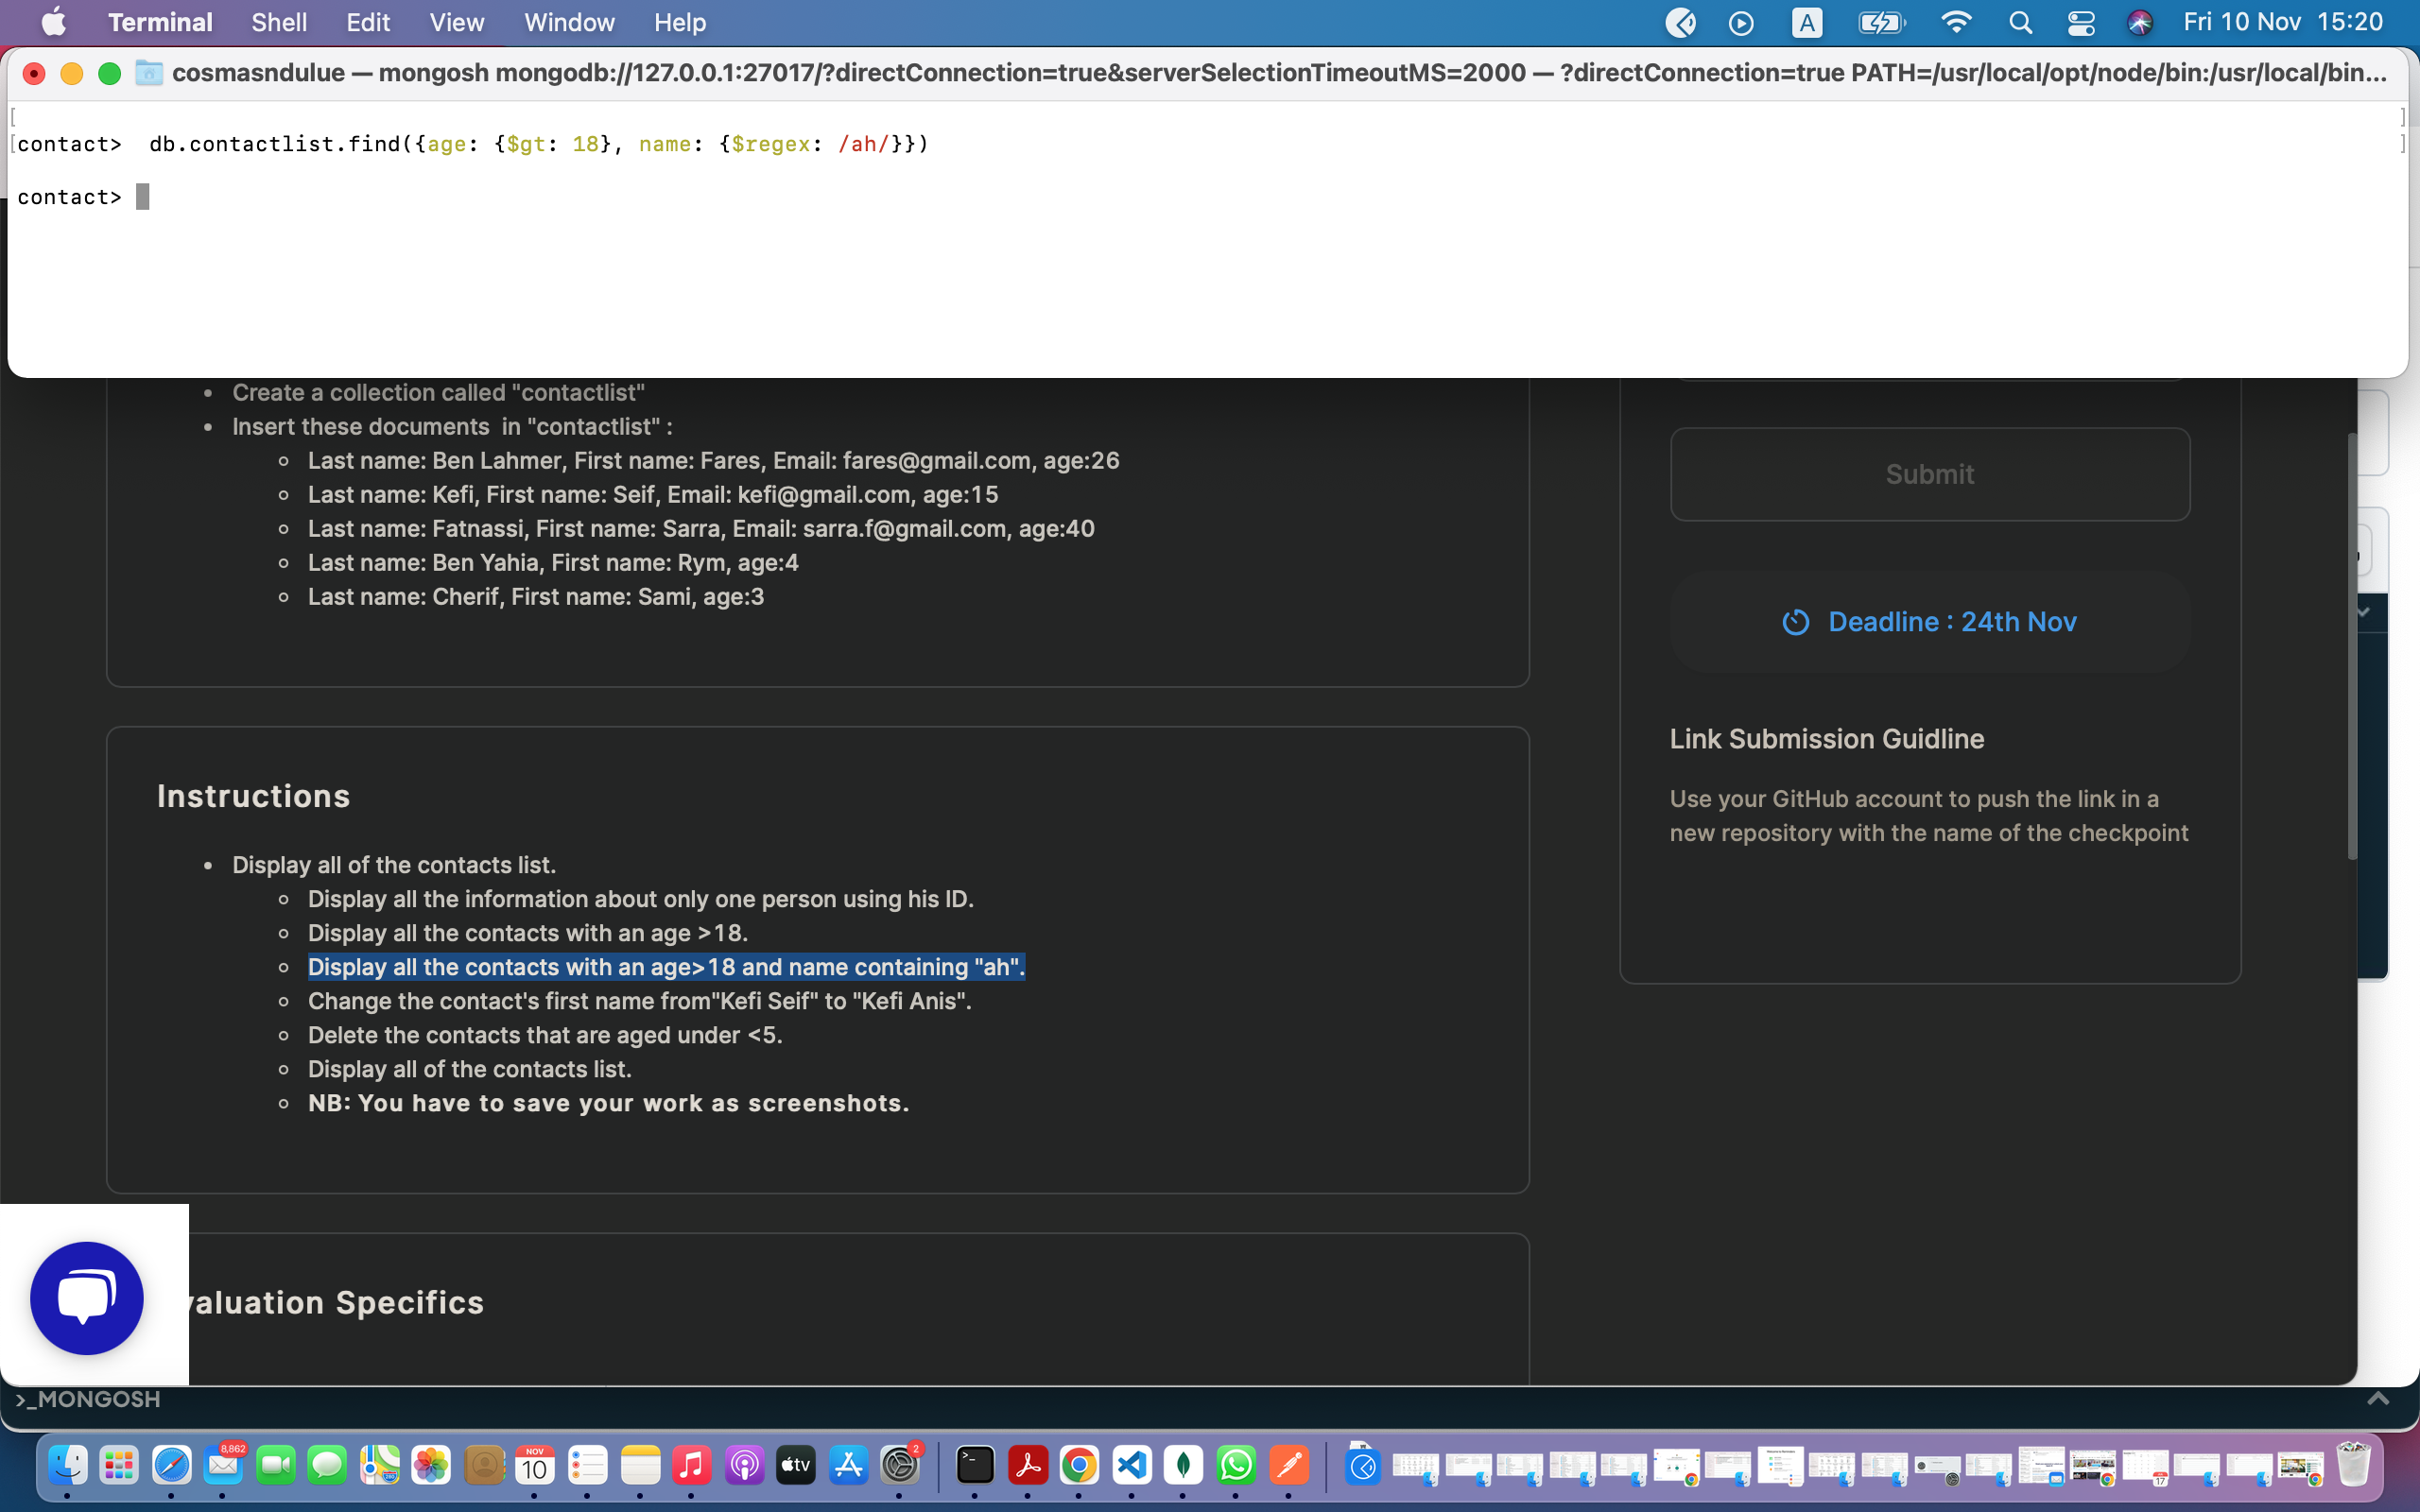 Terminal Shell Edit View Window Help A Fri 10 Nov 15:20
cosmasndulue — mongosh mongodb://127.0.0.1:27017/?directConnection=true&serverSelectionTimeoutMS=2000 — ?directConnection=true PATH=/usr/local/opt/node/bin:/usr/local/bin...
[ ]
[contact> db.contactlist.find({age: {$gt: 18}, name: {$regex: /ah/}}) ]
contact>
Create a collection called "contactlist"
Insert these documents in "contactlist" :
Last name: Ben Lahmer, First name: Fares, Email: fares@gmail.com, age:26
Last name: Kefi, First name: Seif, Email: kefi@gmail.com, age:15
Last name: Fatnassi, First name: Sarra, Email: sarra.f@gmail.com, age:40
Last name: Ben Yahia, First name: Rym, age:4
Last name: Cherif, First name: Sami, age:3
Instructions
Display all of the contacts list.
Display all the information about only one person using his ID.
Display all the contacts with an age >18.
Display all the contacts with an age>18 and name containing "ah".
Change the contact's first name from"Kefi Seif" to "Kefi Anis".
Delete the contacts that are aged under <5.
Display all of the contacts list.
NB: You have to save your work as screenshots.
valuation Specifics
Submit
Deadline : 24th Nov
Link Submission Guidline
Use your GitHub account to push the link in a
new repository with the name of the checkpoint
>_MONGOSH
8,862
NOV
10
tv
2
17